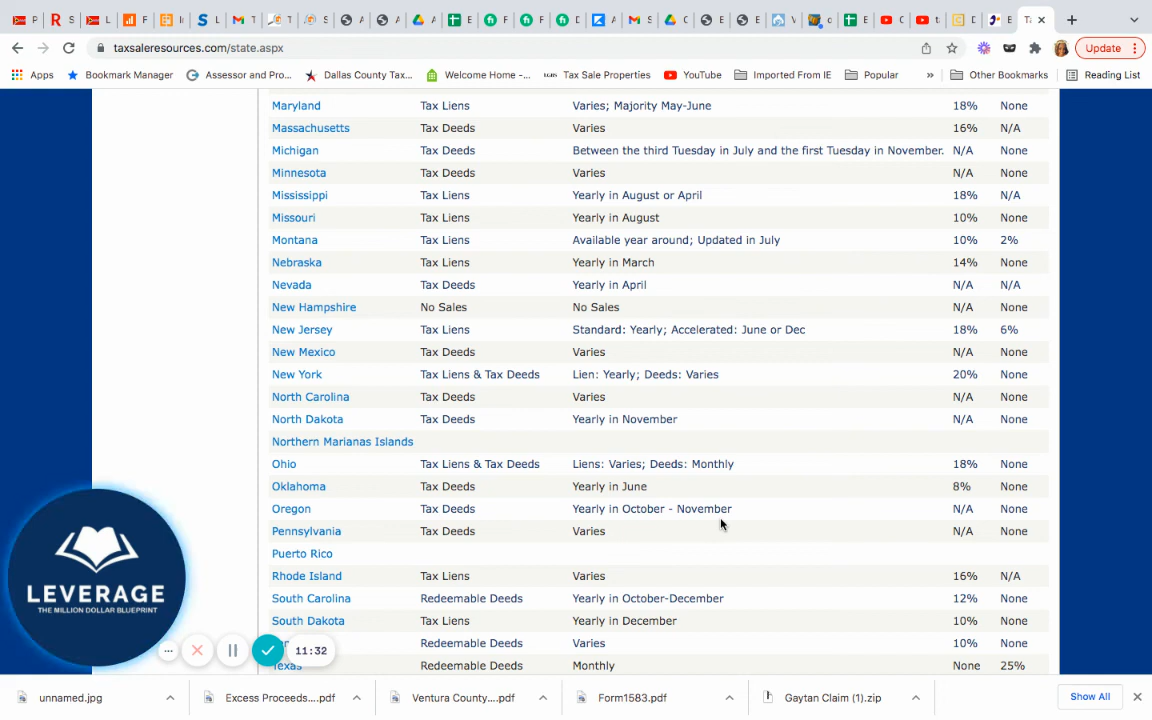 taxsaleresources.com/state.aspx
Update
Apps
Bookmark Manager
Assessor and Pro...
Dallas County Tax...
Welcome Home -...
Tax Sale Properties
YouTube
Imported From IE
Popular
»
Other Bookmarks
Reading List
Maryland Tax Liens Varies; Majority May-June 18% None
Massachusetts Tax Deeds Varies 16% N/A
Michigan Tax Deeds Between the third Tuesday in July and the first Tuesday in November. N/A None
Minnesota Tax Deeds Varies N/A None
Mississippi Tax Liens Yearly in August or April 18% N/A
Missouri Tax Liens Yearly in August 10% None
Montana Tax Liens Available year around; Updated in July 10% 2%
Nebraska Tax Liens Yearly in March 14% None
Nevada Tax Deeds Yearly in April N/A N/A
New Hampshire No Sales No Sales N/A None
New Jersey Tax Liens Standard: Yearly; Accelerated: June or Dec 18% 6%
New Mexico Tax Deeds Varies N/A None
New York Tax Liens & Tax Deeds Lien: Yearly; Deeds: Varies 20% None
North Carolina Tax Deeds Varies N/A None
North Dakota Tax Deeds Yearly in November N/A None
Northern Marianas Islands
Ohio Tax Liens & Tax Deeds Liens: Varies; Deeds: Monthly 18% None
Oklahoma Tax Deeds Yearly in June 8% None
Oregon Tax Deeds Yearly in October - November N/A None
Pennsylvania Tax Deeds Varies N/A None
Puerto Rico
Rhode Island Tax Liens Varies 16% N/A
South Carolina Redeemable Deeds Yearly in October-December 12% None
South Dakota Tax Liens Yearly in December 10% None
Redeemable Deeds Varies 10% None
Texas Redeemable Deeds Monthly None 25%
LEVERAGE
THE MILLION DOLLAR BLUEPRINT
11:32
unnamed.jpg
Excess Proceeds....pdf
Ventura County....pdf
Form1583.pdf
Gaytan Claim (1).zip
Show All